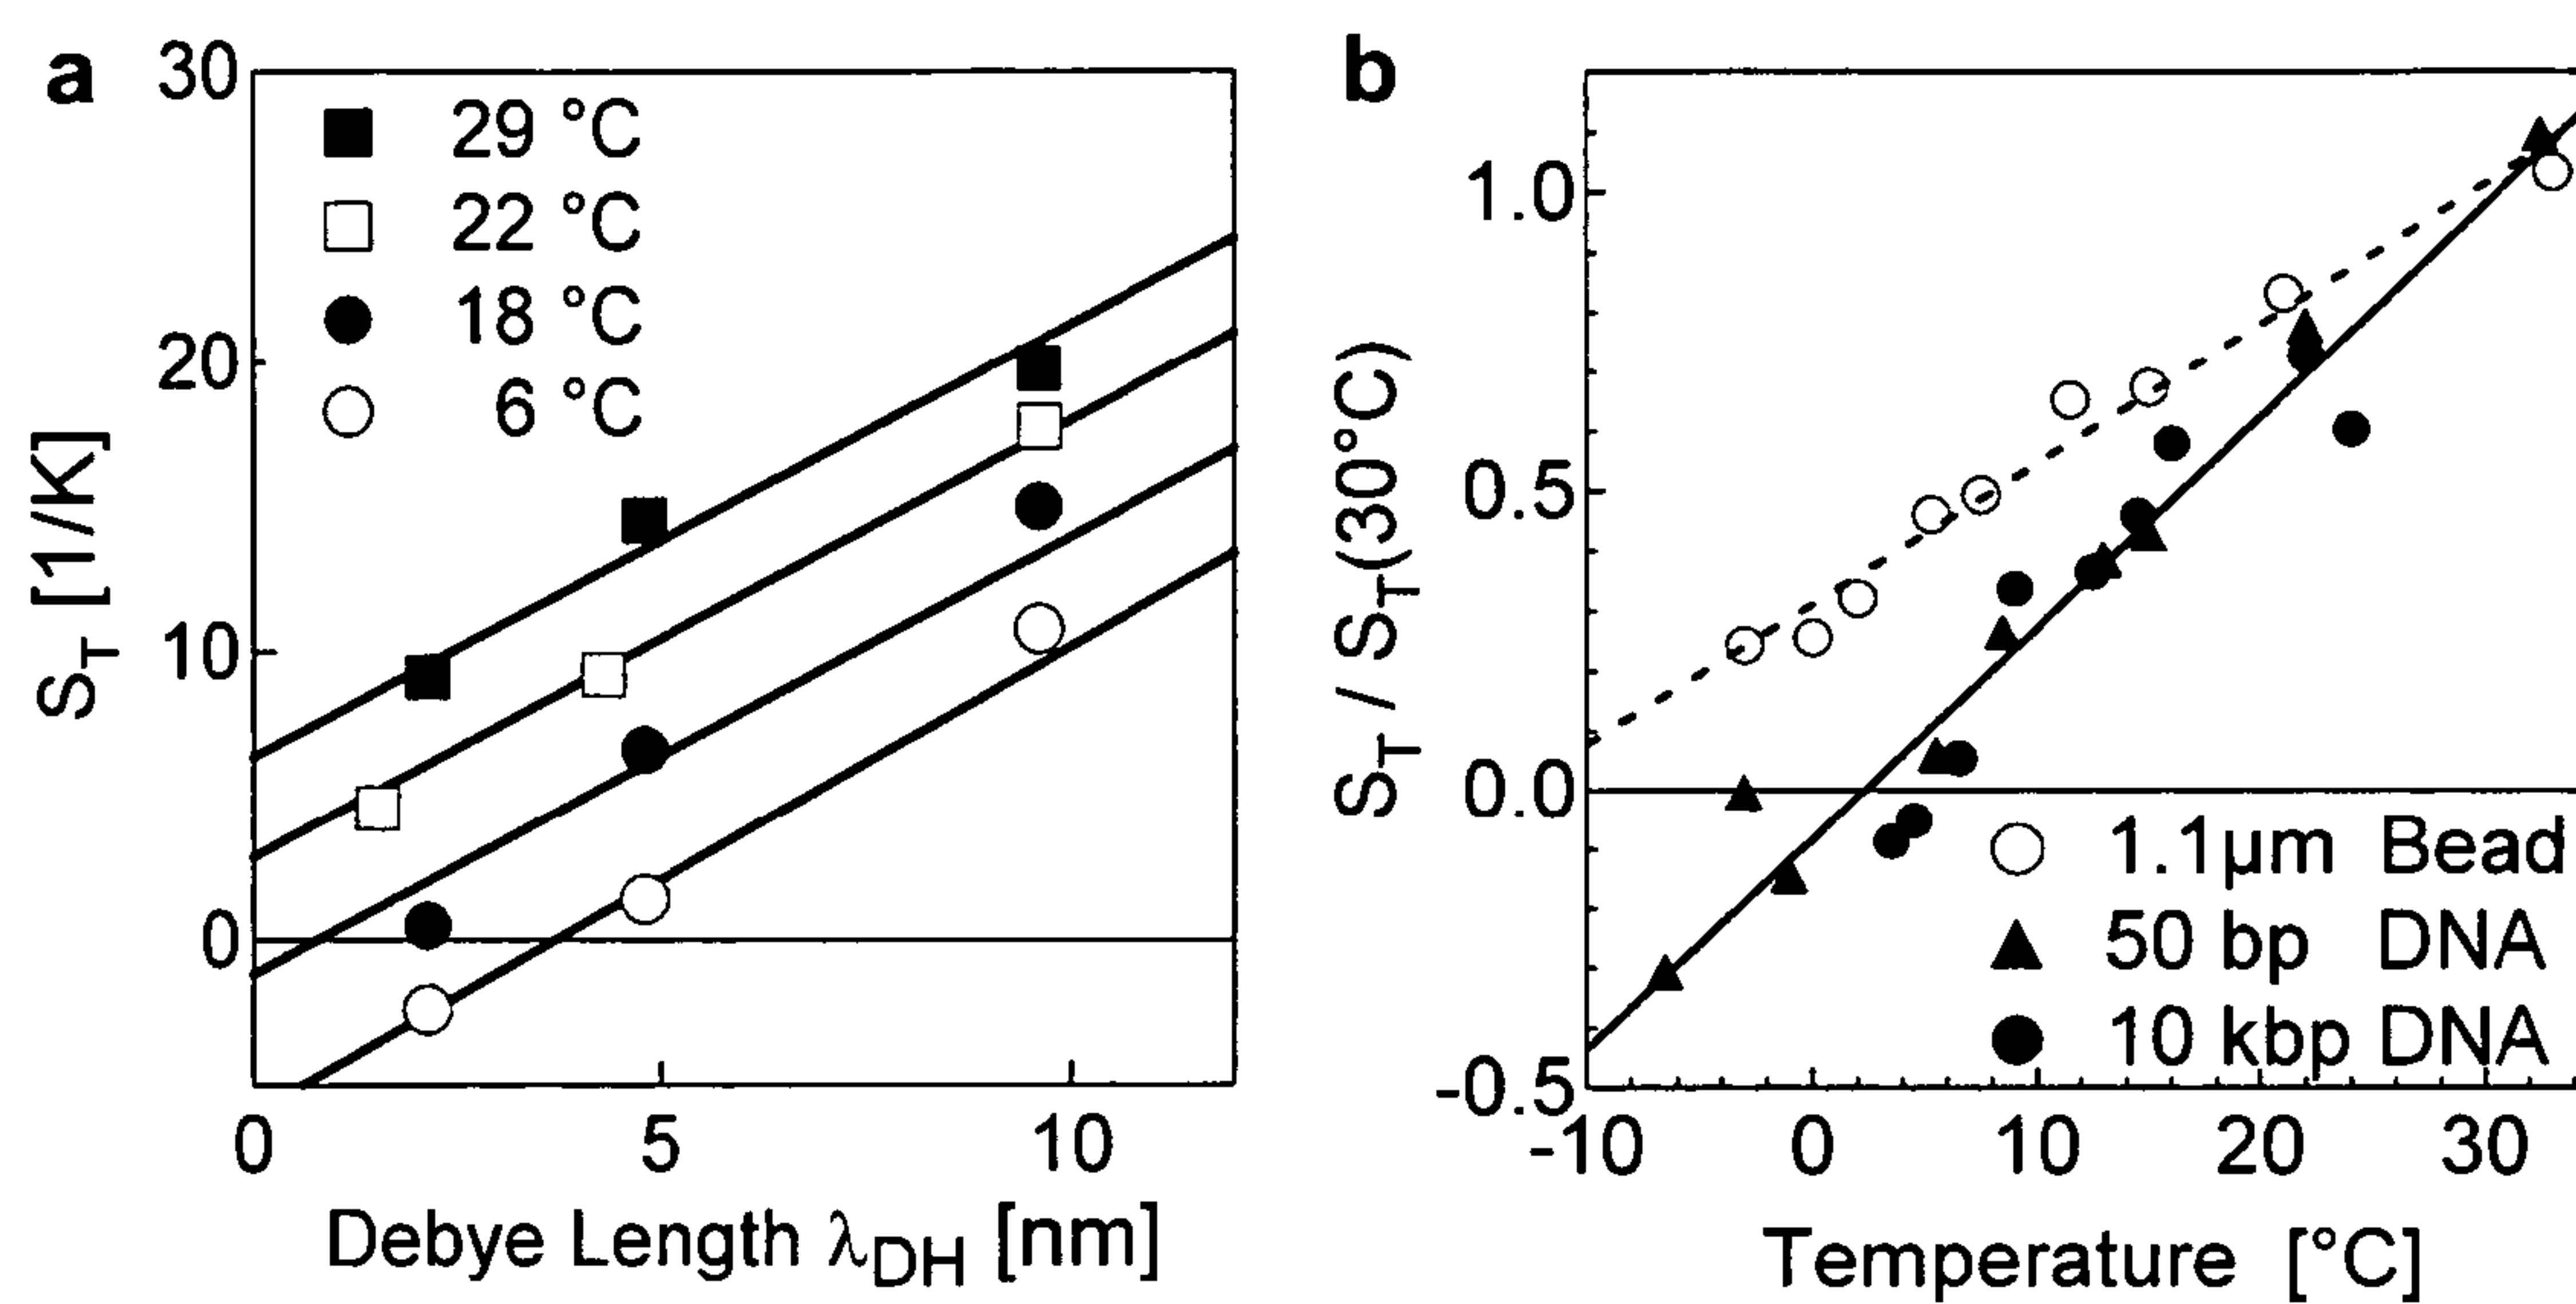 a
30
20
10
0
S_T [1/K]
29 °C
22 °C
18 °C
6 °C
0 5 10
Debye Length λ_DH [nm]
b
1.0
0.5
0.0
-0.5
S_T / S_T(30°C)
1.1µm Bead
50 bp DNA
10 kbp DNA
-10 0 10 20 30
Temperature [°C]